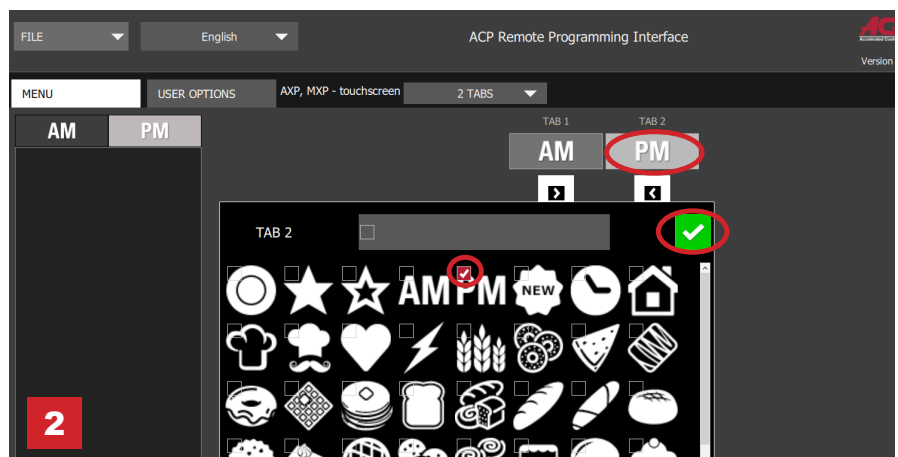 FILE
English
ACP Remote Programming Interface
Version
MENU
USER OPTIONS
AXP, MXP - touchscreen
2 TABS
AM
PM
TAB 1
TAB 2
AM
PM
TAB 2
AM
PM
NEW
2